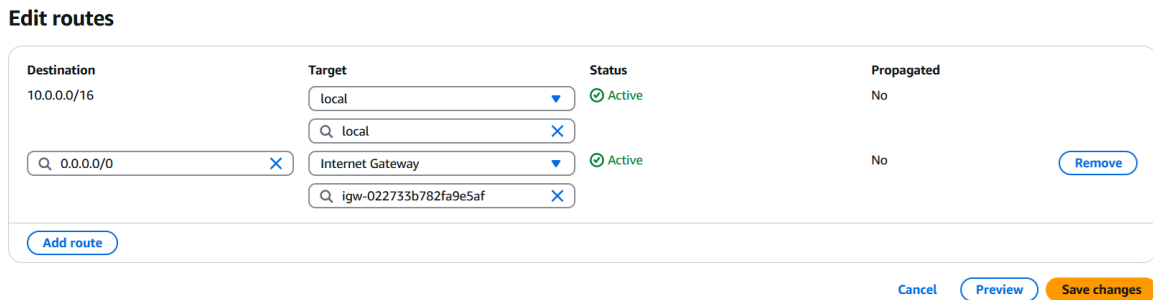 Edit routes
Destination Target Status Propagated
10.0.0.0/16 local Active No
local
0.0.0.0/0 Internet Gateway Active No Remove
igw-022733b782fa9e5af
Add route
Cancel Preview Save changes